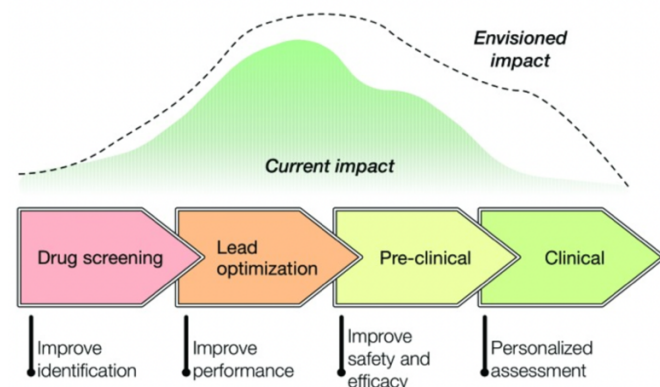 Envisioned
impact
Current impact
Drug screening
Lead
optimization
Pre-clinical
Clinical
Improve
identification
Improve
performance
Improve
safety and
efficacy
Personalized
assessment